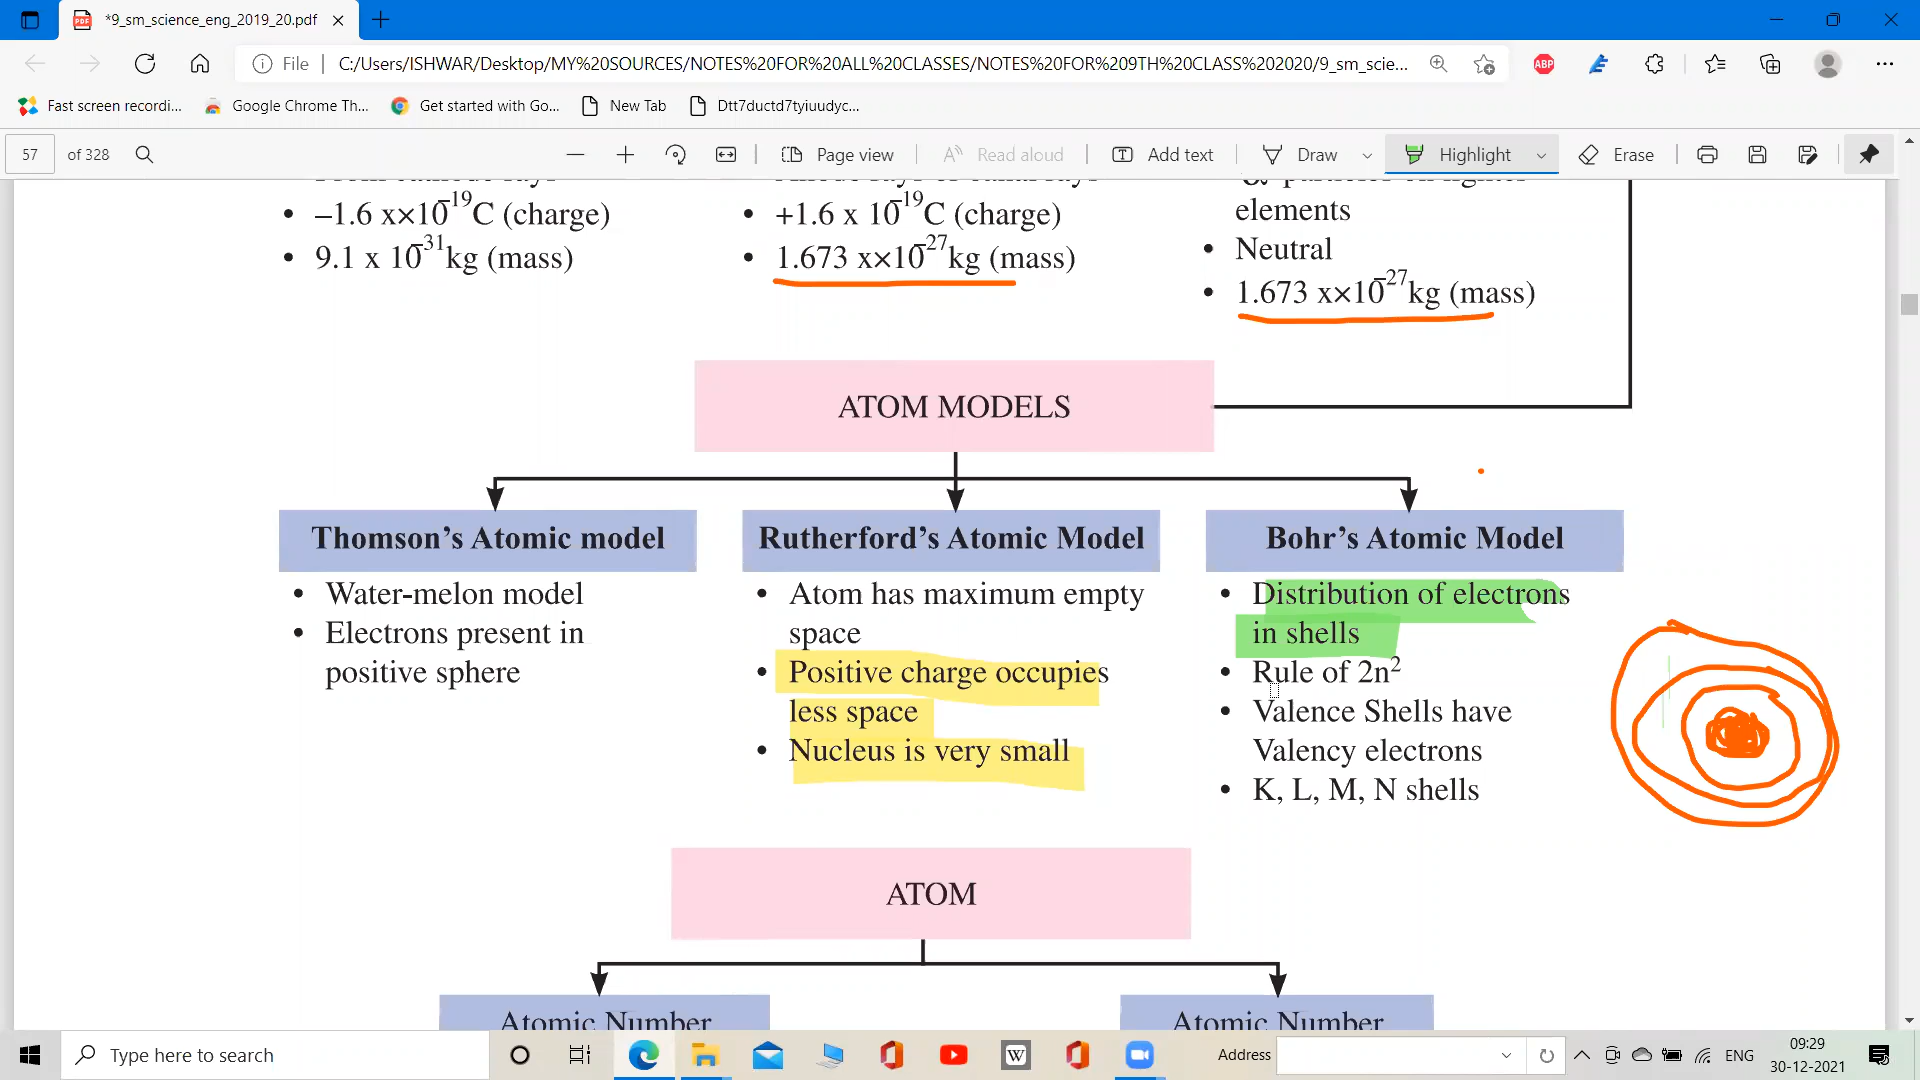 *9_sm_science_eng_2019_20.pdf
File
C:/Users/ISHWAR/Desktop/MY%20SOURCES/NOTES%20FOR%20ALL%20CLASSES/NOTES%20FOR%209TH%20CLASS%202020/9_sm_scie...
ABP
Fast screen recordi...
Google Chrome Th...
Get started with Go...
New Tab
Dtt7ductd7tyiuudyc...
57 of 328
Page view
Read aloud
Add text
Draw
Highlight
Erase
• –1.6 x×10⁻¹⁹C (charge)
• 9.1 x 10⁻³¹kg (mass)
• +1.6 x 10⁻¹⁹C (charge)
• 1.673 x×10⁻²⁷kg (mass)
elements
• Neutral
• 1.673 x×10⁻²⁷kg (mass)
ATOM MODELS
Thomson's Atomic model
• Water-melon model
• Electrons present in
positive sphere
Rutherford's Atomic Model
• Atom has maximum empty
space
• Positive charge occupies
less space
• Nucleus is very small
Bohr's Atomic Model
• Distribution of electrons
in shells
• Rule of 2n²
• Valence Shells have
Valency electrons
• K, L, M, N shells
ATOM
Atomic Number
Atomic Number
Type here to search
W
Address
ENG
09:29
30-12-2021